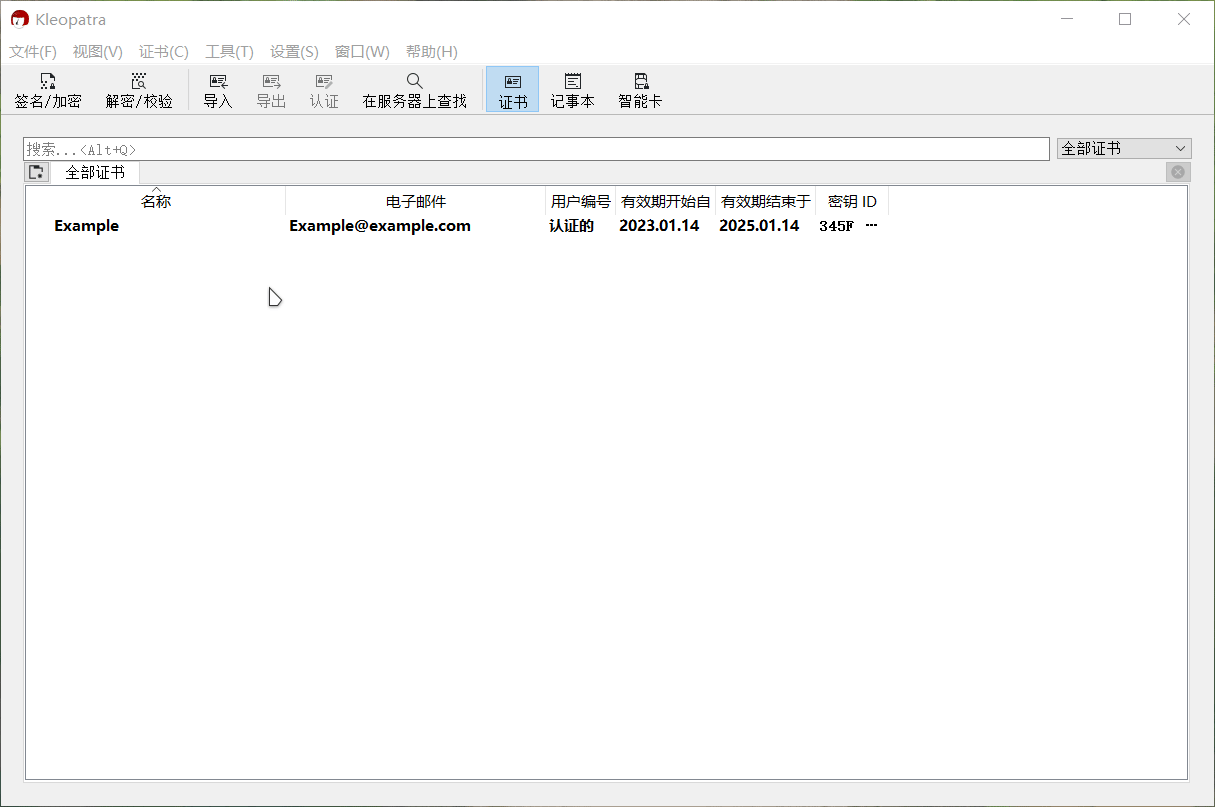 Kleopatra
文件(F) 视图(V) 证书(C) 工具(T) 设置(S) 窗口(W) 帮助(H)
签名/加密 解密/校验 导入 导出 认证 在服务器上查找 证书 记事本 智能卡
搜索...<Alt+Q> 全部证书
全部证书
名称 电子邮件 用户编号 有效期开始自 有效期结束于 密钥 ID
Example Example@example.com 认证的 2023.01.14 2025.01.14 345F ···